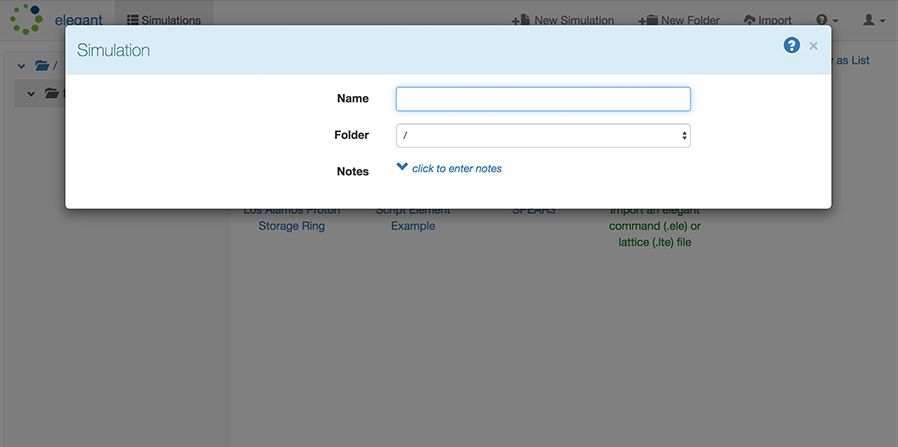 elegant
Simulations
New Simulation
New Folder
Import
Simulation
/
as List
Name
Folder
/
Notes
click to enter notes
Los Alamos Proton
Storage Ring
Script Element
Example
SPEAR3
Import an elegant
command (.ele) or
lattice (.lte) file